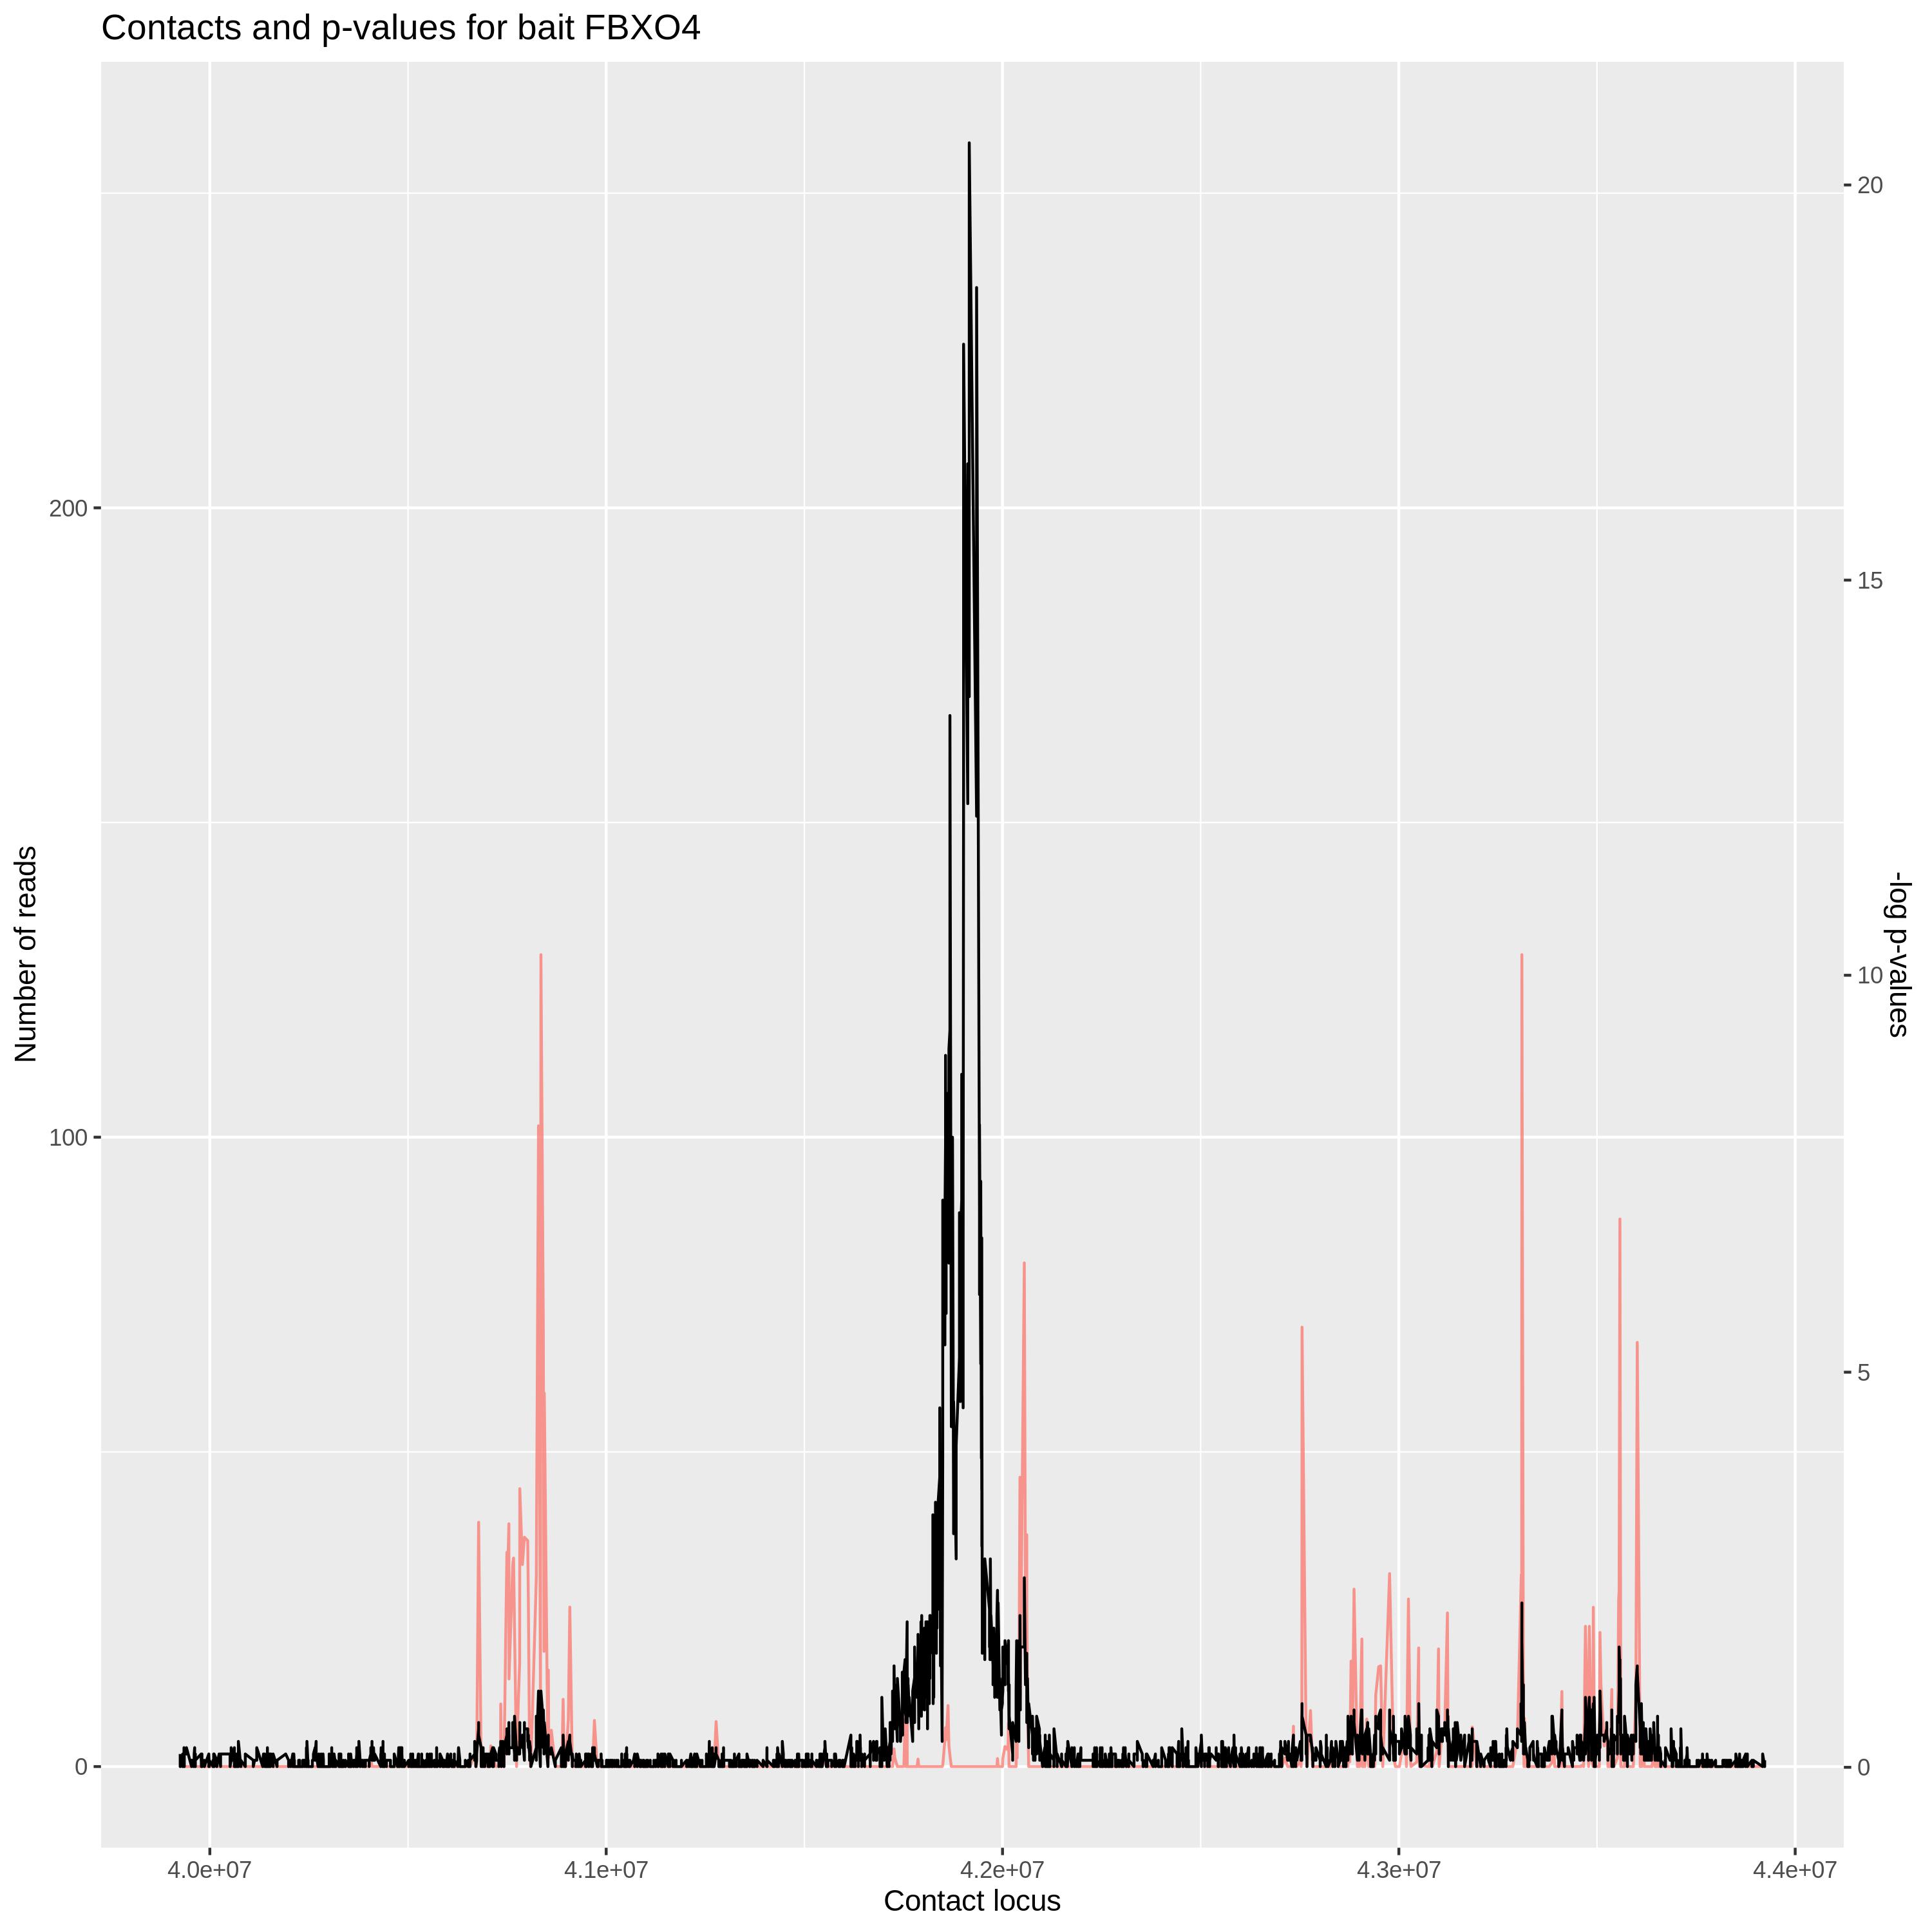 Contacts and p-values for bait FBXO4
Number of reads
200
100
0
20
15
10
5
0
-log p-values
4.0e+07
4.1e+07
4.2e+07
4.3e+07
4.4e+07
Contact locus